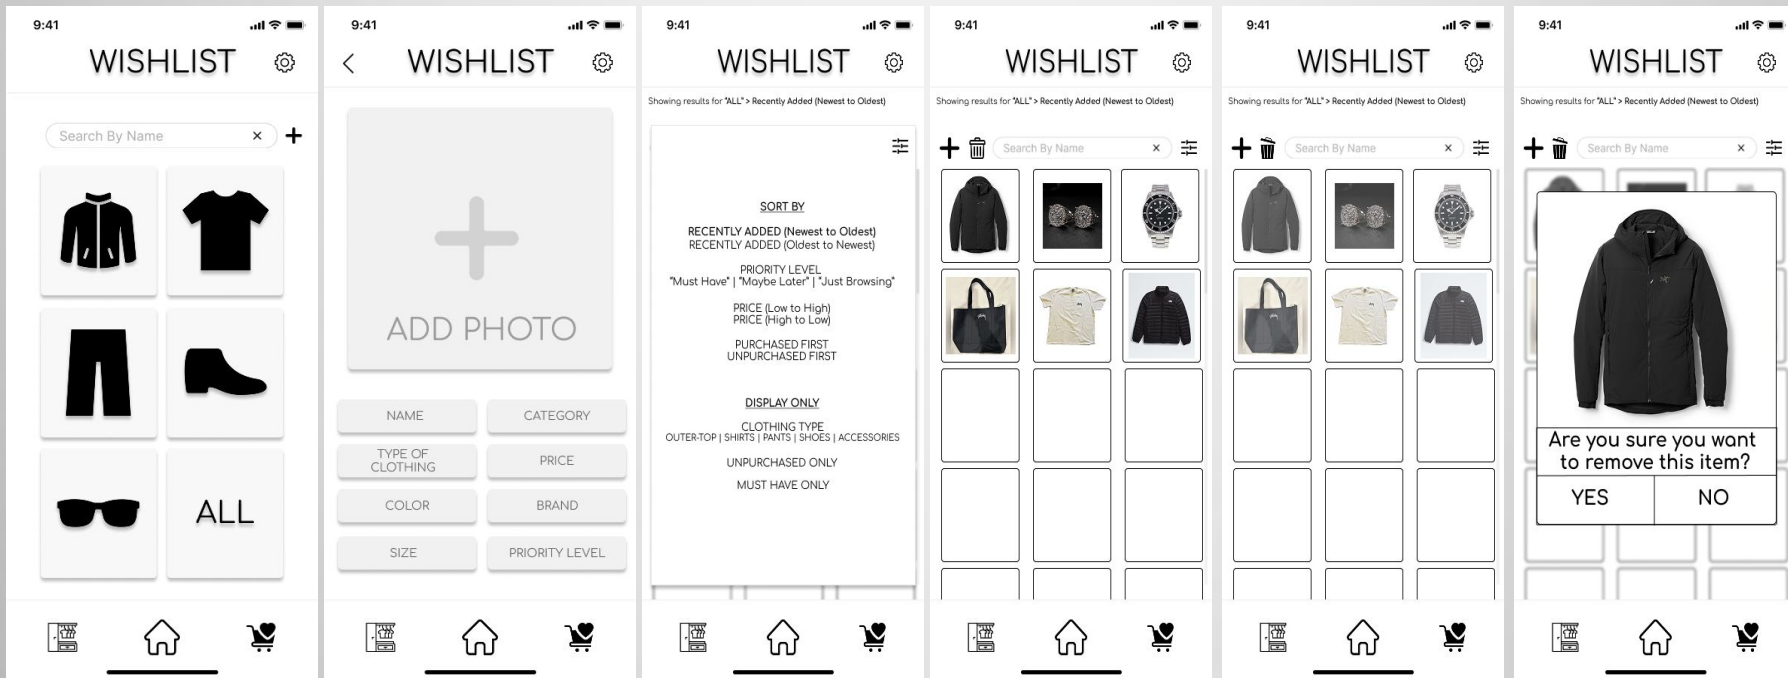 9:41
WISHLIST
Search By Name
ALL
9:41
WISHLIST
ADD PHOTO
NAME
CATEGORY
TYPE OF
CLOTHING
PRICE
COLOR
BRAND
SIZE
PRIORITY LEVEL
9:41
WISHLIST
Showing results for "ALL" > Recently Added (Newest to Oldest)
SORT BY
RECENTLY ADDED (Newest to Oldest)
RECENTLY ADDED (Oldest to Newest)
PRIORITY LEVEL
"Must Have" | "Maybe Later" | "Just Browsing"
PRICE (Low to High)
PRICE (High to Low)
PURCHASED FIRST
UNPURCHASED FIRST
DISPLAY ONLY
CLOTHING TYPE
OUTER-TOP | SHIRTS | PANTS | SHOES | ACCESSORIES
UNPURCHASED ONLY
MUST HAVE ONLY
9:41
WISHLIST
Showing results for "ALL" > Recently Added (Newest to Oldest)
Search By Name
9:41
WISHLIST
Showing results for "ALL" > Recently Added (Newest to Oldest)
Search By Name
9:41
WISHLIST
Showing results for "ALL" > Recently Added (Newest to Oldest)
Search By Name
Are you sure you want
to remove this item?
YES
NO